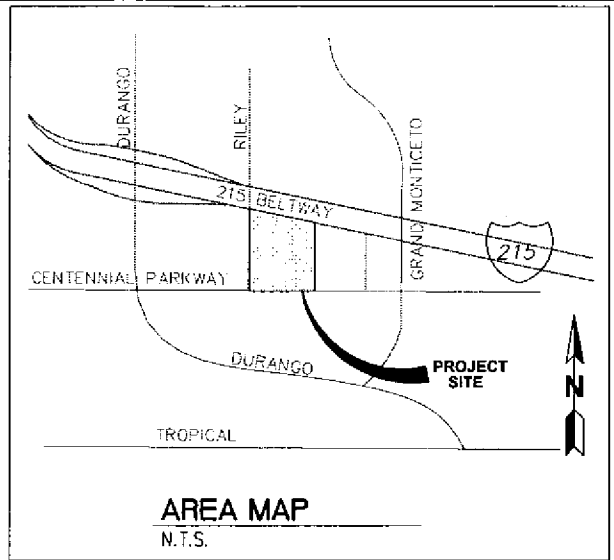 DURANGO
RILEY
GRAND MONTICETO
215 BELTWAY
215
CENTENNIAL PARKWAY
DURANGO
PROJECT
SITE
N
TROPICAL
AREA MAP
N.T.S.